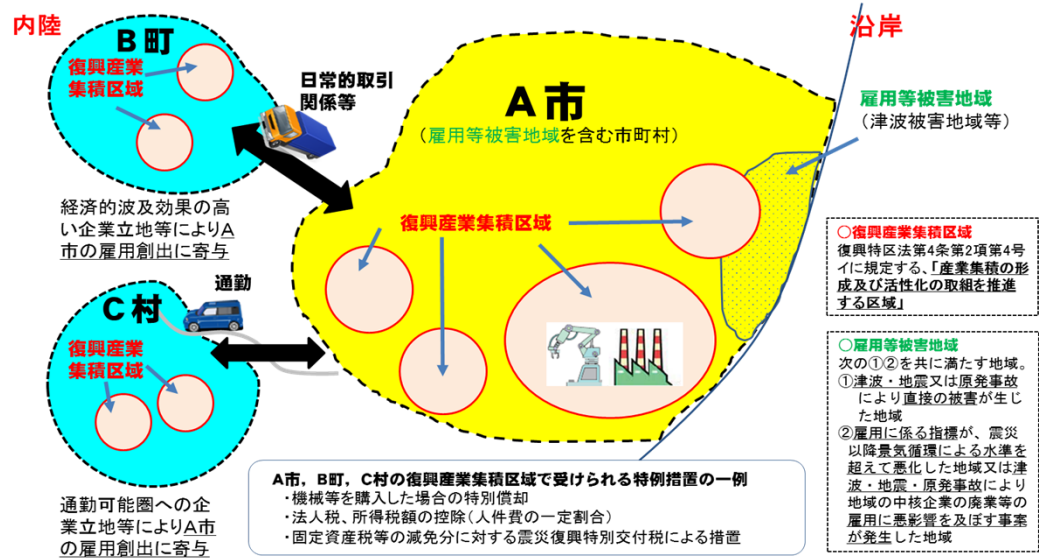 内陸
B町
復興産業
集積区域
日常的取引
関係等
経済的波及効果の高
い企業立地等によりA
市の雇用創出に寄与
通勤
C村
復興産業
集積区域
通勤可能圏への企
業立地等によりA市
の雇用創出に寄与
A市
（雇用等被害地域を含む市町村）
復興産業集積区域
沿岸
雇用等被害地域
（津波被害地域等）
○復興産業集積区域
復興特区法第4条第2項第4号
イに規定する、「産業集積の形
成及び活性化の取組を推進
する区域」
○雇用等被害地域
次の①②を共に満たす地域。
①津波・地震又は原発事故
により直接の被害が生じ
た地域
②雇用に係る指標が、震災
以降景気循環による水準を
超えて悪化した地域又は津
波・地震・原発事故により
地域の中核企業の廃業等の
雇用に悪影響を及ぼす事案
が発生した地域
A市，B町，C村の復興産業集積区域で受けられる特例措置の一例
・機械等を購入した場合の特別償却
・法人税、所得税額の控除（人件費の一定割合）
・固定資産税等の減免分に対する震災復興特別交付税による措置